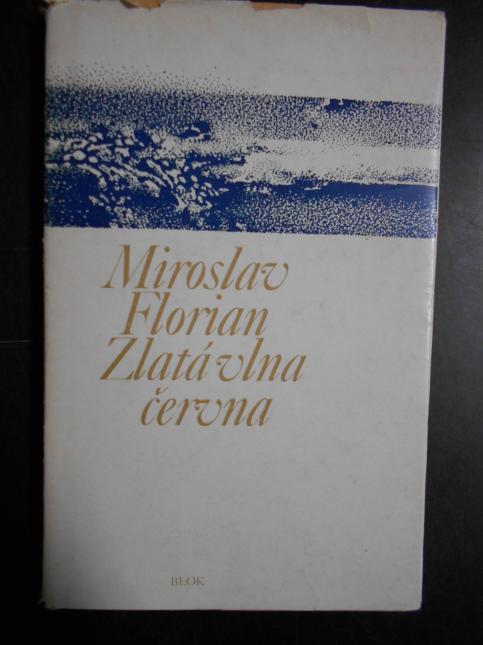 Miroslav
Florian
Zlatá vlna
června
BLOK